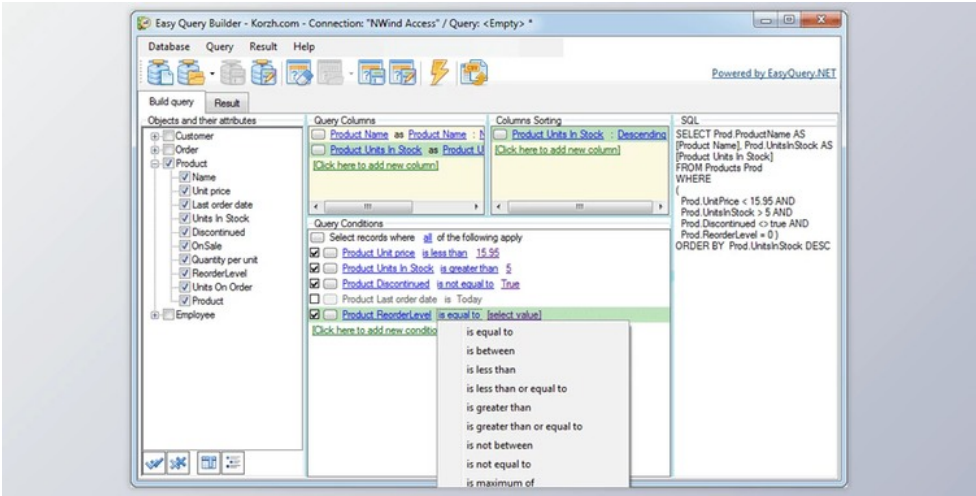 Easy Query Builder - Korzh.com - Connection: "NWind Access" / Query: <Empty> *
Database Query Result Help
Powered by EasyQuery.NET
Build query Result
Objects and their attributes
Customer
Order
Product
Name
Unit price
Last order date
Units In Stock
Discontinued
OnSale
Quantity per unit
ReorderLevel
Units On Order
Product
Employee
Query Columns
Product Name as Product Name :
Product Units In Stock as Product U
[Click here to add new column]
Columns Sorting
Product Units In Stock : Descending
[Click here to add new column]
Query Conditions
Select records where all of the following apply
Product Unit price is less than 15.95
Product Units In Stock is greater than 5
Product Discontinued is not equal to True
Product Last order date is Today
Product ReorderLevel is equal to [select value]
[Click here to add new conditio
is equal to
is between
is less than
is less than or equal to
is greater than
is greater than or equal to
is not between
is not equal to
is maximum of
SQL
SELECT Prod.ProductName AS
[Product Name], Prod.UnitsInStock AS
[Product Units In Stock]
FROM Products Prod
WHERE
(
Prod.UnitPrice < 15.95 AND
Prod.UnitsInStock > 5 AND
Prod.Discontinued <> true AND
Prod.ReorderLevel = 0 )
ORDER BY Prod.UnitsInStock DESC